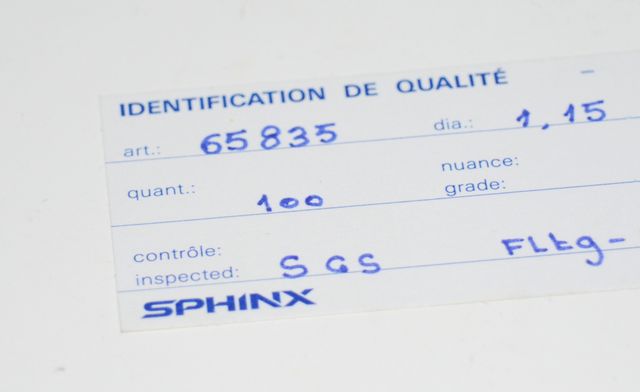 IDENTIFICATION DE QUALITÉ
art.: 65835 dia.: 1,15
quant.: 100 nuance:
grade:
contrôle:
inspected: SGS FLtg-
SPHINX